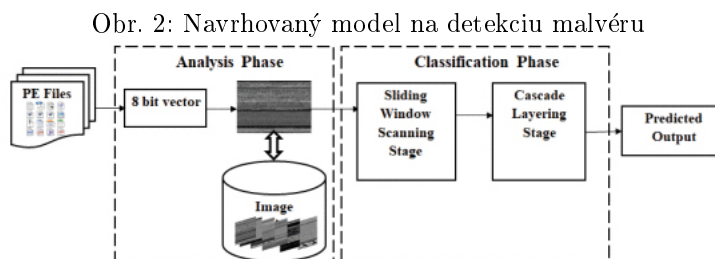 Obr. 2: Navrhovaný model na detekciu malvéru
Analysis Phase
Classification Phase
PE Files
8 bit vector
Sliding
Window
Scanning
Stage
Cascade
Layering
Stage
Predicted
Output
Image